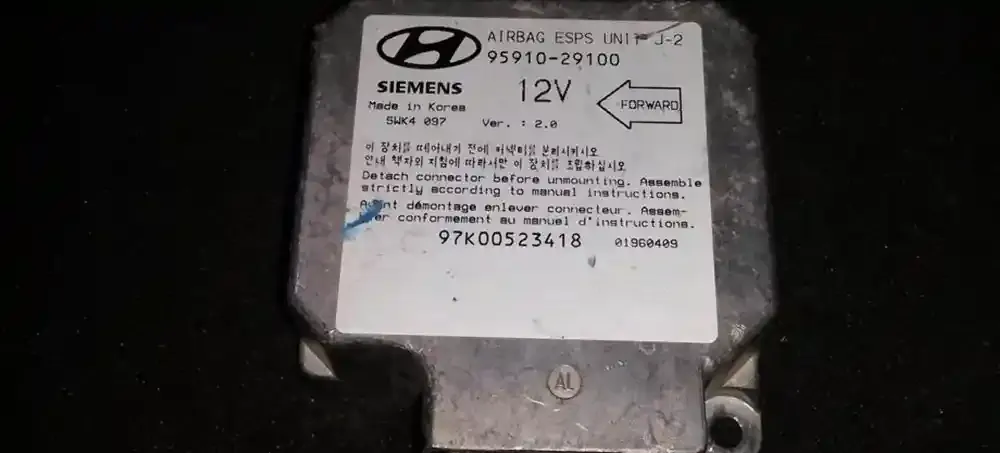 AIRBAG ESPS UNIT J-2
95910-29100
SIEMENS
12V
FORWARD
Made in Korea
5WK4 097
Ver. : 2.0
이 장치를 떼어내기 전에 커넥터를 분리시키시오
안내 책자의 지침에 따라서만 이 장치를 조립하십시오
Detach connector before unmounting. Assemble
strictly according to manual instructions.
Avant démontage enlever connecteur. Assem-
er conformement au manuel d'instructions.
97K00523418
01960409
AL